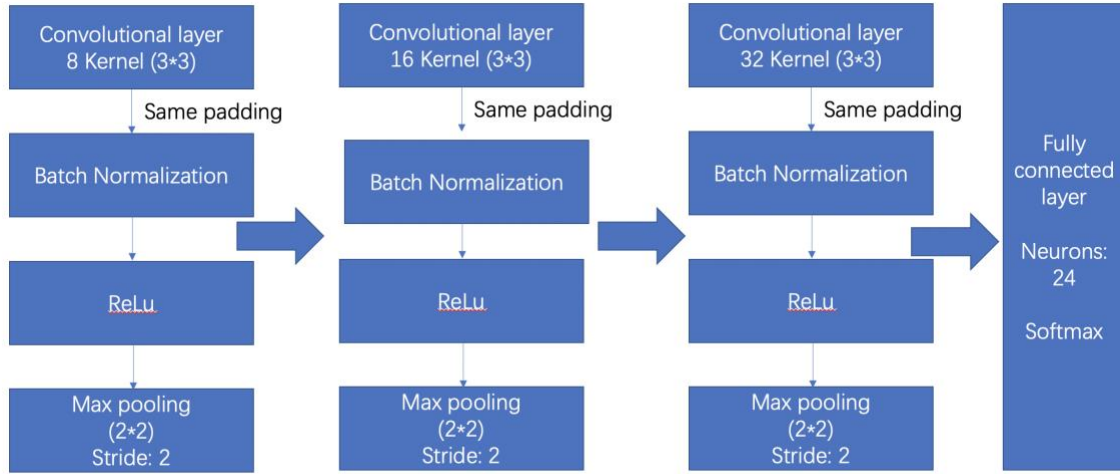 Convolutional layer
8 Kernel (3*3)
Same padding
Batch Normalization
ReLu
Max pooling
(2*2)
Stride: 2
Convolutional layer
16 Kernel (3*3)
Same padding
Batch Normalization
ReLu
Max pooling
(2*2)
Stride: 2
Convolutional layer
32 Kernel (3*3)
Same padding
Batch Normalization
ReLu
Max pooling
(2*2)
Stride: 2
Fully
connected
layer
Neurons:
24
Softmax